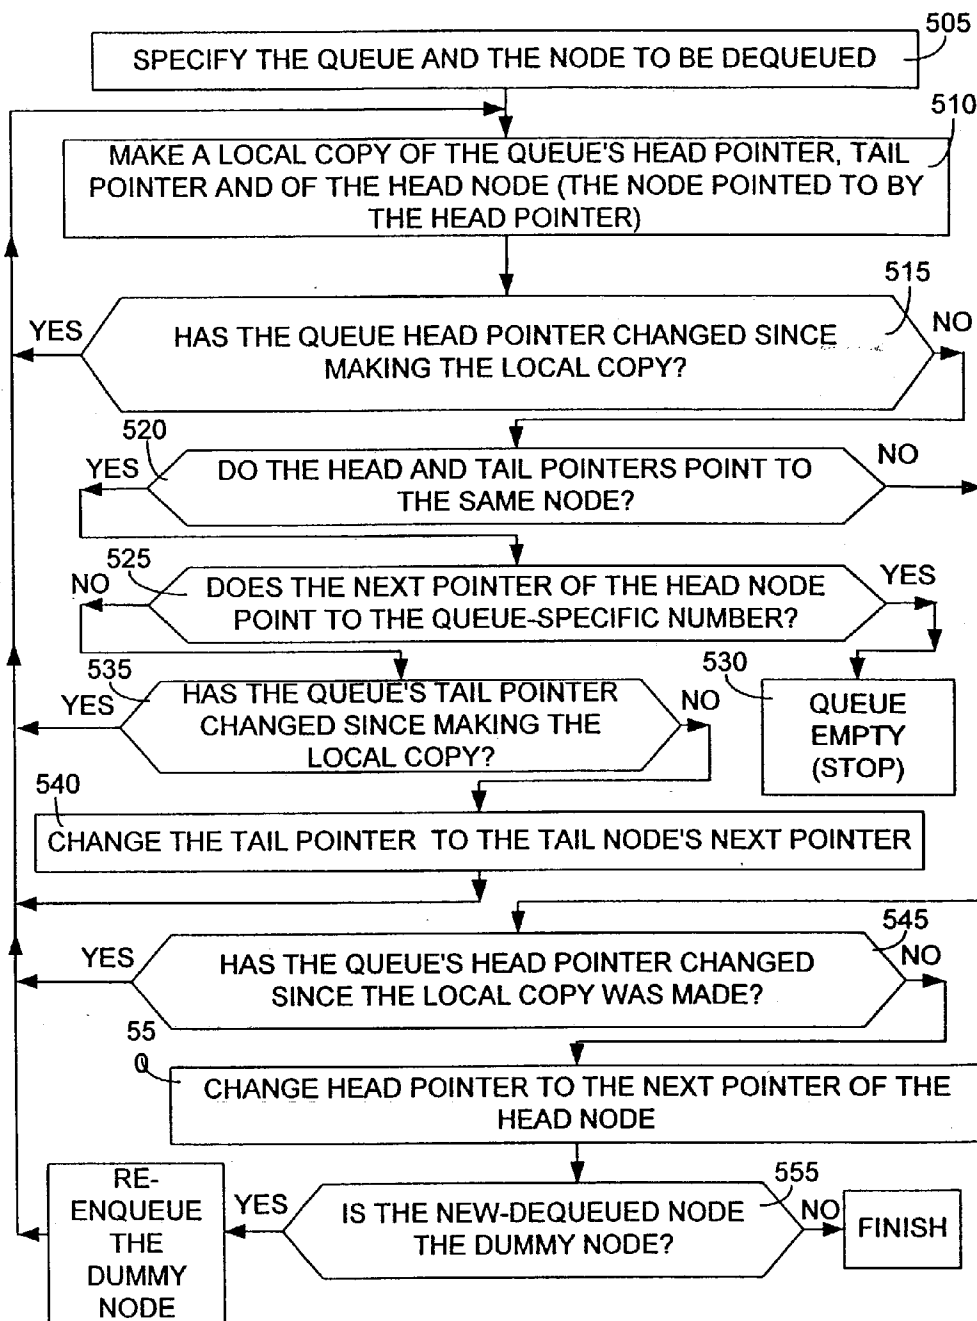 505
SPECIFY THE QUEUE AND THE NODE TO BE DEQUEUED
510
MAKE A LOCAL COPY OF THE QUEUE'S HEAD POINTER, TAIL
POINTER AND OF THE HEAD NODE (THE NODE POINTED TO BY
THE HEAD POINTER)
515
YES
HAS THE QUEUE HEAD POINTER CHANGED SINCE
MAKING THE LOCAL COPY?
NO
520
YES
DO THE HEAD AND TAIL POINTERS POINT TO
THE SAME NODE?
NO
525
NO
DOES THE NEXT POINTER OF THE HEAD NODE
POINT TO THE QUEUE-SPECIFIC NUMBER?
YES
535
YES
HAS THE QUEUE'S TAIL POINTER
CHANGED SINCE MAKING THE
LOCAL COPY?
NO
530
QUEUE
EMPTY
(STOP)
540
CHANGE THE TAIL POINTER TO THE TAIL NODE'S NEXT POINTER
545
YES
HAS THE QUEUE'S HEAD POINTER CHANGED
SINCE THE LOCAL COPY WAS MADE?
NO
55
0
CHANGE HEAD POINTER TO THE NEXT POINTER OF THE
HEAD NODE
555
RE-
ENQUEUE
THE
DUMMY
NODE
YES
IS THE NEW-DEQUEUED NODE
THE DUMMY NODE?
NO
FINISH